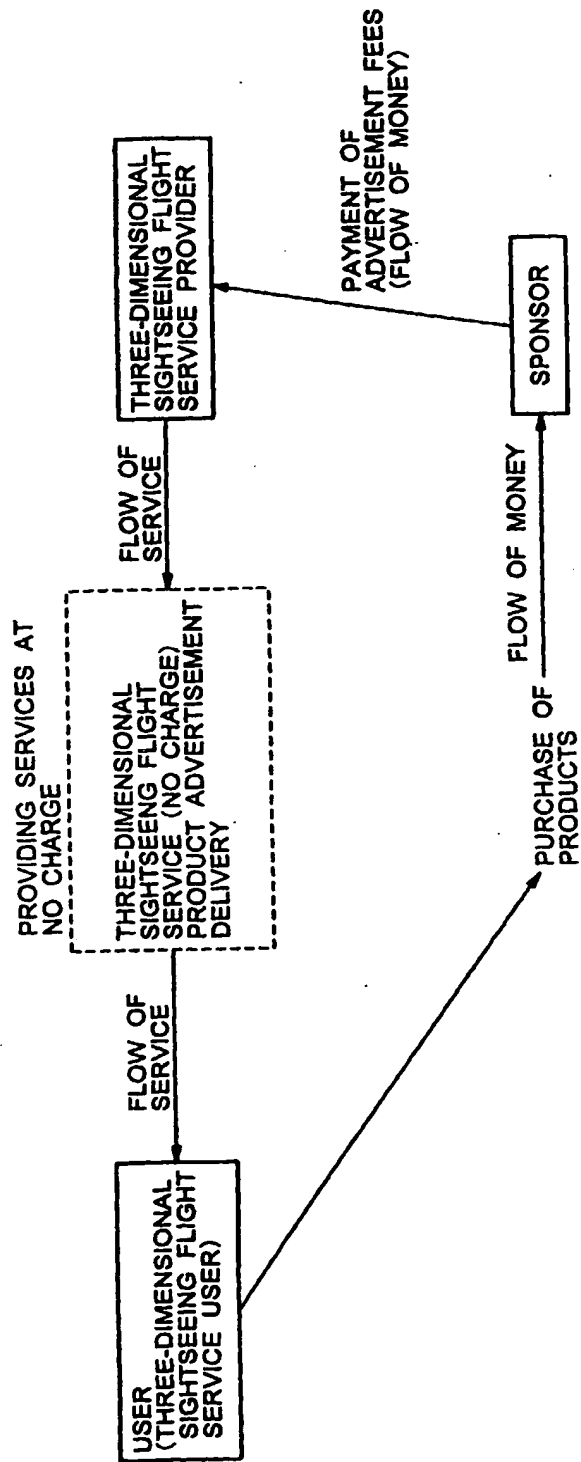 PROVIDING SERVICES AT
NO CHARGE
USER
(THREE-DIMENSIONAL
SIGHTSEEING FLIGHT
SERVICE USER)
FLOW OF
SERVICE
THREE-DIMENSIONAL
SIGHTSEENG FLIGHT
SERVICE (NO CHARGE)
PRODUCT ADVERTISEMENT
DELIVERY
FLOW OF
SERVICE
THREE-DIMENSIONAL
SIGHTSEEING FLIGHT
SERVICE PROVIDER
PAYMENT OF
ADVERTISEMENT FEES
(FLOW OF MONEY)
PURCHASE OF
PRODUCTS
FLOW OF MONEY
SPONSOR